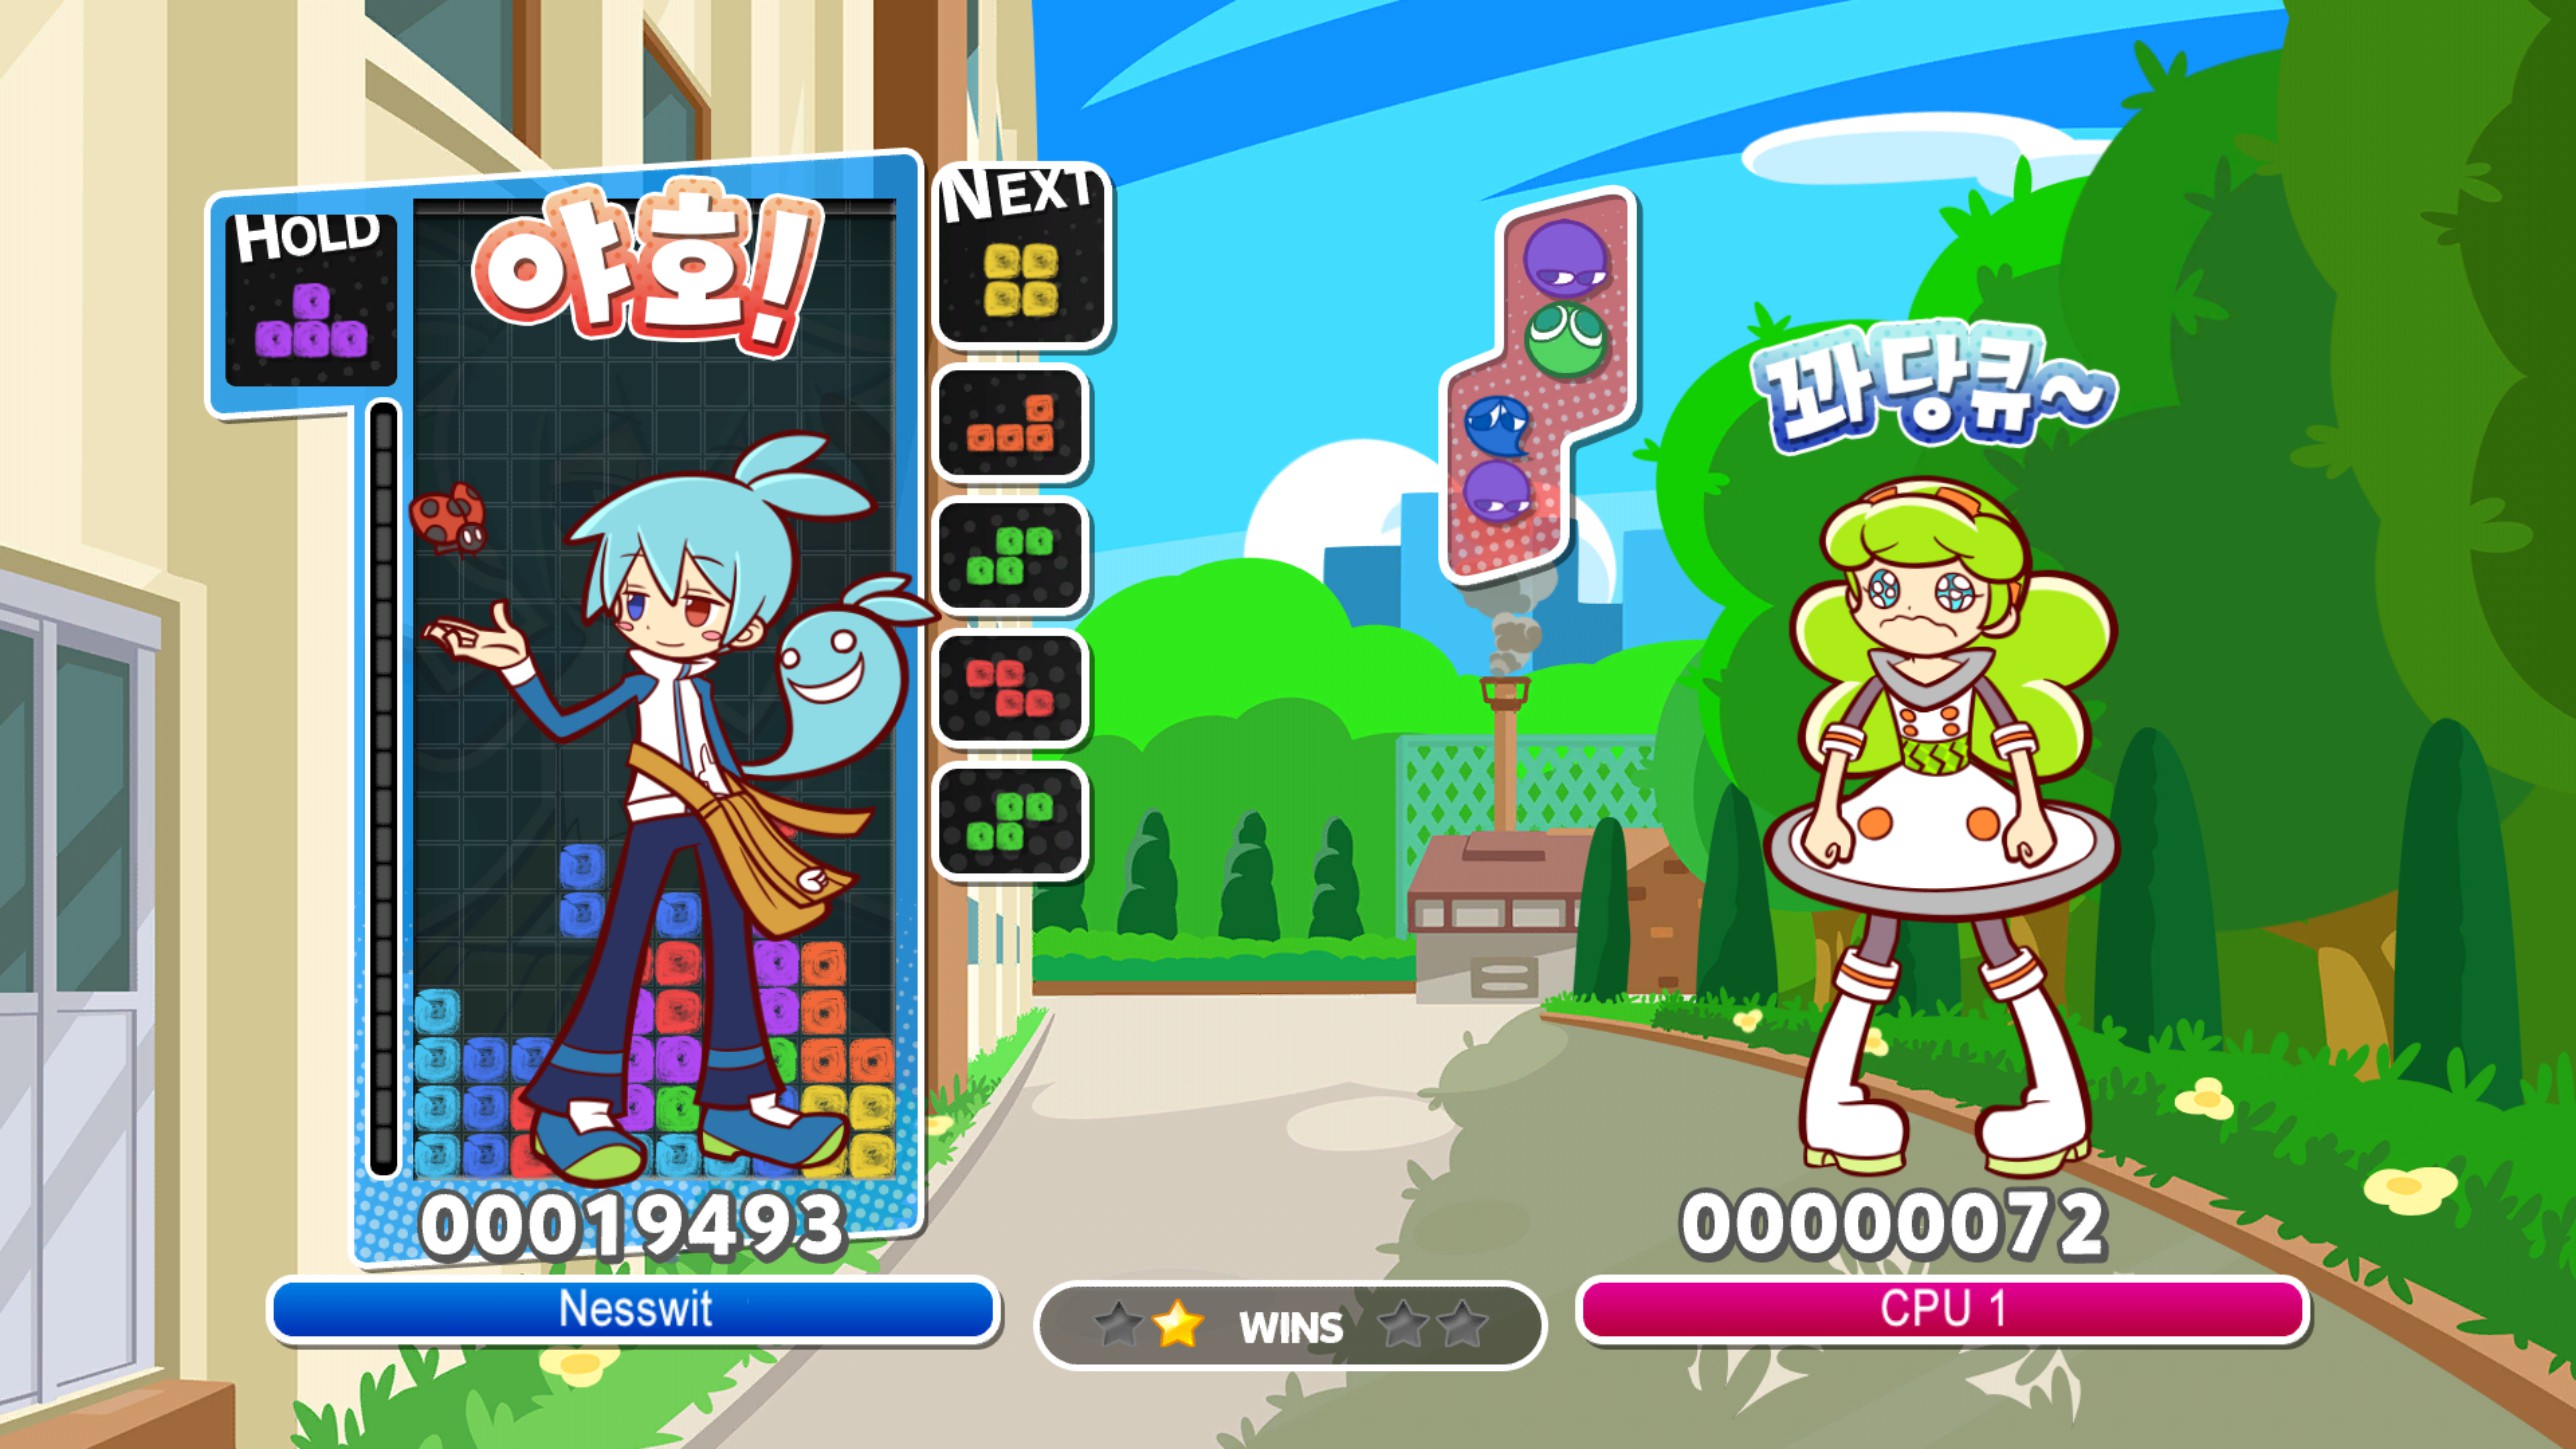 HOLD
NEXT
야호!
꽈당큐~
00019493
00000072
Nesswit
WINS
CPU 1